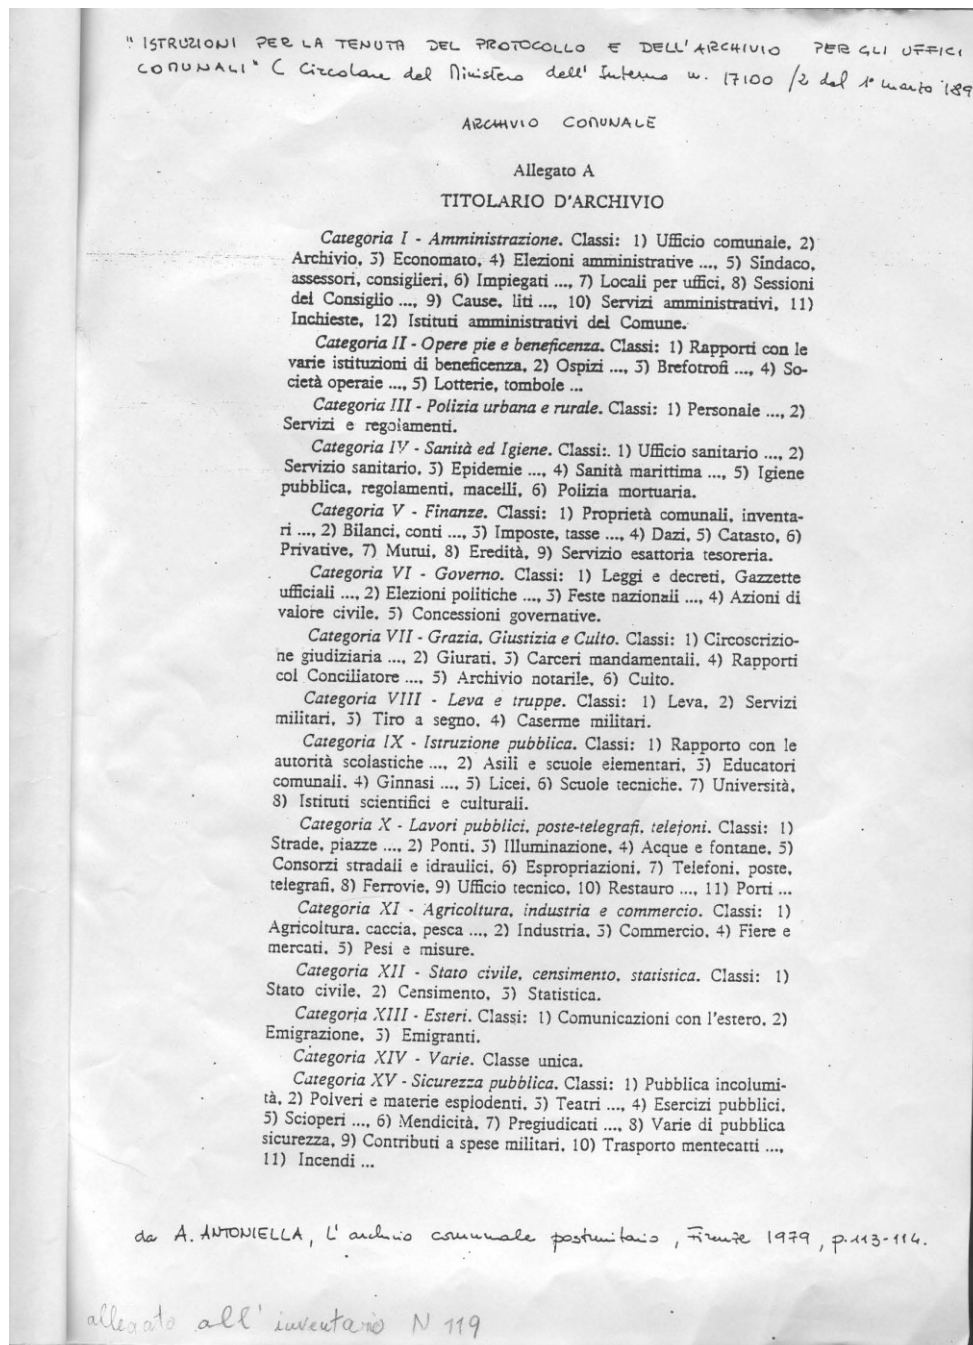 "ISTRUZIONI PER LA TENUTA DEL PROTOCOLLO E DELL'ARCHIVIO PER GLI UFFICI
COMUNALI" ( Circolare del Ministero dell'Interno n. 17100/2 del 1° marzo 189
ARCHIVIO COMUNALE
Allegato A
TITOLARIO D'ARCHIVIO
Categoria I - Amministrazione. Classi: 1) Ufficio comunale, 2)
Archivio, 3) Economato, 4) Elezioni amministrative ..., 5) Sindaco,
assessori, consiglieri, 6) Impiegati ..., 7) Locali per uffici, 8) Sessioni
del Consiglio ..., 9) Cause, liti ..., 10) Servizi amministrativi, 11)
Inchieste, 12) Istituti amministrativi del Comune.
Categoria II - Opere pie e beneficenza. Classi: 1) Rapporti con le
varie istituzioni di beneficenza, 2) Ospizi ..., 3) Brefotrofi ..., 4) So-
cietà operaie ..., 5) Lotterie, tombole ...
Categoria III - Polizia urbana e rurale. Classi: 1) Personale ..., 2)
Servizi e regolamenti.
Categoria IV - Sanità ed Igiene. Classi:. 1) Ufficio sanitario ..., 2)
Servizio sanitario, 3) Epidemie ..., 4) Sanità marittima ..., 5) Igiene
pubblica, regolamenti, macelli, 6) Polizia mortuaria.
Categoria V - Finanze. Classi: 1) Proprietà comunali, inventa-
ri ..., 2) Bilanci, conti ..., 3) Imposte, tasse ..., 4) Dazi, 5) Catasto, 6)
Privative, 7) Mutui, 8) Eredità, 9) Servizio esattoria tesoreria.
Categoria VI - Governo. Classi: 1) Leggi e decreti, Gazzette
ufficiali ..., 2) Elezioni politiche ..., 3) Feste nazionali ..., 4) Azioni di
valore civile, 5) Concessioni governative.
Categoria VII - Grazia, Giustizia e Culto. Classi: 1) Circoscrizio-
ne giudiziaria ..., 2) Giurati, 3) Carceri mandamentali, 4) Rapporti
col Conciliatore ..., 5) Archivio notarile, 6) Culto.
Categoria VIII - Leva e truppe. Classi: 1) Leva, 2) Servizi
militari, 3) Tiro a segno, 4) Caserme militari.
Categoria IX - Istruzione pubblica. Classi: 1) Rapporto con le
autorità scolastiche ..., 2) Asili e scuole elementari, 3) Educatori
comunali, 4) Ginnasi ..., 5) Licei, 6) Scuole tecniche, 7) Università,
8) Istituti scientifici e culturali.
Categoria X - Lavori pubblici, poste-telegrafi, telefoni. Classi: 1)
Strade, piazze ..., 2) Ponti, 3) Illuminazione, 4) Acque e fontane, 5)
Consorzi stradali e idraulici, 6) Espropriazioni, 7) Telefoni, poste,
telegrafi, 8) Ferrovie, 9) Ufficio tecnico, 10) Restauro ..., 11) Porti ...
Categoria XI - Agricoltura, industria e commercio. Classi: 1)
Agricoltura, caccia, pesca ..., 2) Industria, 3) Commercio, 4) Fiere e
mercati, 5) Pesi e misure.
Categoria XII - Stato civile, censimento, statistica. Classi: 1)
Stato civile, 2) Censimento, 3) Statistica.
Categoria XIII - Esteri. Classi: 1) Comunicazioni con l'estero, 2)
Emigrazione, 3) Emigranti.
Categoria XIV - Varie. Classe unica.
Categoria XV - Sicurezza pubblica. Classi: 1) Pubblica incolumi-
tà, 2) Polveri e materie esplodenti, 3) Teatri ..., 4) Esercizi pubblici,
5) Scioperi ..., 6) Mendicità, 7) Pregiudicati ..., 8) Varie di pubblica
sicurezza, 9) Contributi a spese militari, 10) Trasporto mentecatti ...,
11) Incendi ...
da A. ANTONIELLA, L'archivio comunale postunitario, Firenze 1979, p. 113-114.
allegato all'inventario N 119